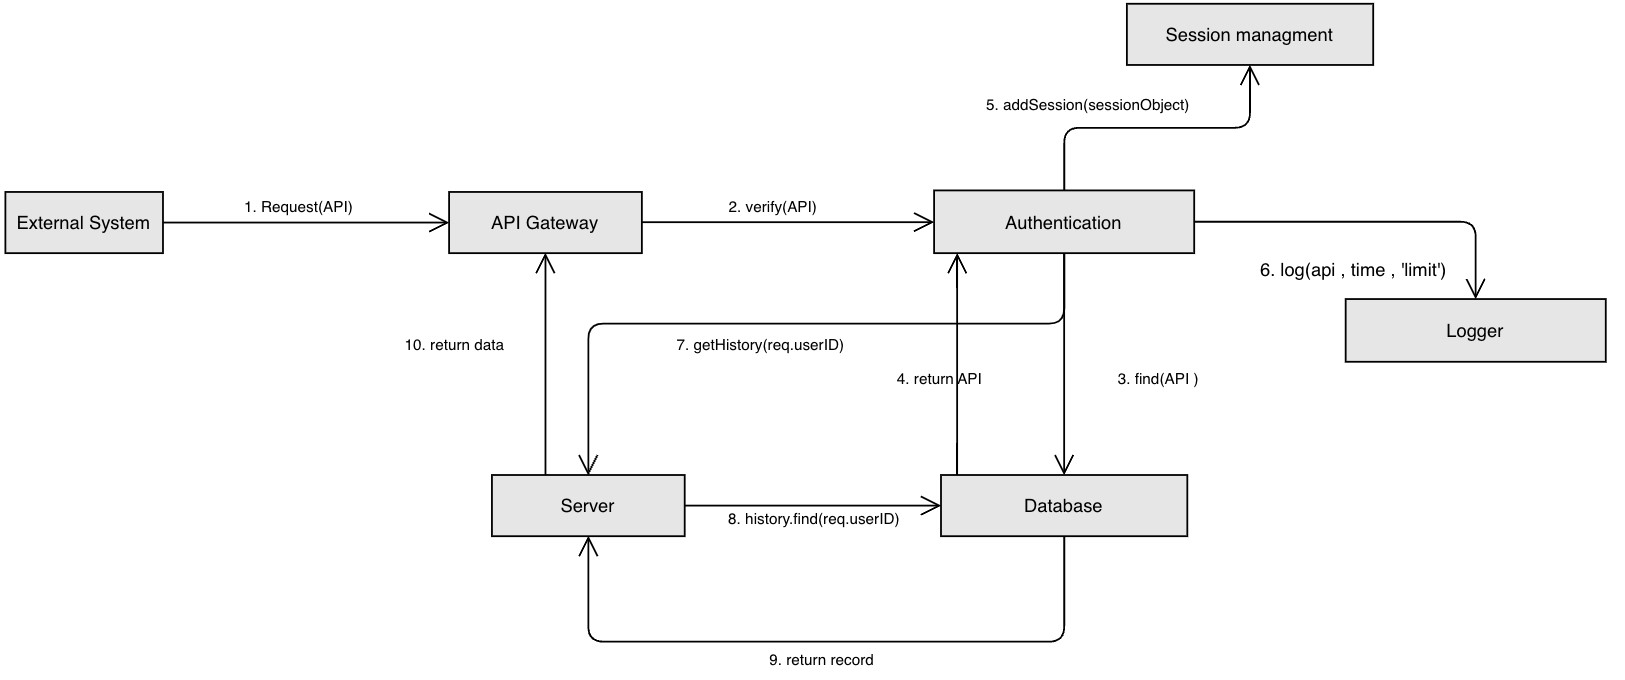 Session managment
5. addSession(sessionObject)
External System
1. Request(API)
API Gateway
2. verify(API)
Authentication
6. log(api , time , 'limit')
Logger
10. return data
7. getHistory(req.userID)
4. return API
3. find(API )
Server
8. history.find(req.userID)
Database
9. return record